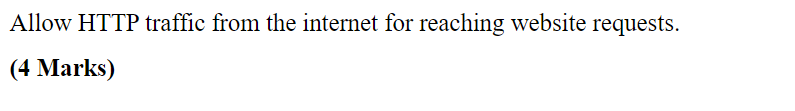 Allow HTTP traffic from the internet for reaching website requests.
(4 Marks)